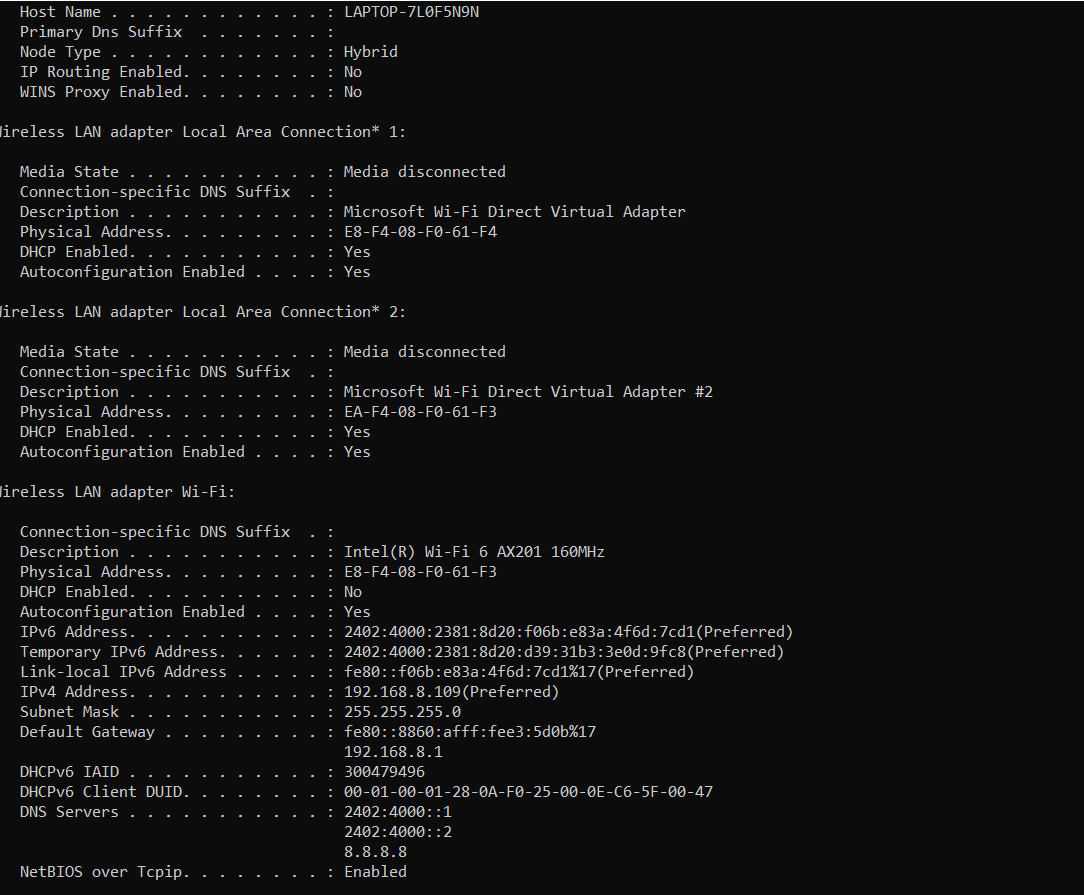 Host Name . . . . . . . . . . . . : LAPTOP-7L0F5N9N
Primary Dns Suffix  . . . . . . . :
Node Type . . . . . . . . . . . . : Hybrid
IP Routing Enabled. . . . . . . . : No
WINS Proxy Enabled. . . . . . . . : No
Wireless LAN adapter Local Area Connection* 1:
Media State . . . . . . . . . . . : Media disconnected
Connection-specific DNS Suffix  . :
Description . . . . . . . . . . . : Microsoft Wi-Fi Direct Virtual Adapter
Physical Address. . . . . . . . . : E8-F4-08-F0-61-F4
DHCP Enabled. . . . . . . . . . . : Yes
Autoconfiguration Enabled . . . . : Yes
Wireless LAN adapter Local Area Connection* 2:
Media State . . . . . . . . . . . : Media disconnected
Connection-specific DNS Suffix  . :
Description . . . . . . . . . . . : Microsoft Wi-Fi Direct Virtual Adapter #2
Physical Address. . . . . . . . . : EA-F4-08-F0-61-F3
DHCP Enabled. . . . . . . . . . . : Yes
Autoconfiguration Enabled . . . . : Yes
Wireless LAN adapter Wi-Fi:
Connection-specific DNS Suffix  . :
Description . . . . . . . . . . . : Intel(R) Wi-Fi 6 AX201 160MHz
Physical Address. . . . . . . . . : E8-F4-08-F0-61-F3
DHCP Enabled. . . . . . . . . . . : No
Autoconfiguration Enabled . . . . : Yes
IPv6 Address. . . . . . . . . . . : 2402:4000:2381:8d20:f06b:e83a:4f6d:7cd1(Preferred)
Temporary IPv6 Address. . . . . . : 2402:4000:2381:8d20:d39:31b3:3e0d:9fc8(Preferred)
Link-local IPv6 Address . . . . . : fe80::f06b:e83a:4f6d:7cd1%17(Preferred)
IPv4 Address. . . . . . . . . . . : 192.168.8.109(Preferred)
Subnet Mask . . . . . . . . . . . : 255.255.255.0
Default Gateway . . . . . . . . . : fe80::8860:afff:fee3:5d0b%17
192.168.8.1
DHCPv6 IAID . . . . . . . . . . . : 300479496
DHCPv6 Client DUID. . . . . . . . : 00-01-00-01-28-0A-F0-25-00-0E-C6-5F-00-47
DNS Servers . . . . . . . . . . . : 2402:4000::1
2402:4000::2
8.8.8.8
NetBIOS over Tcpip. . . . . . . . : Enabled